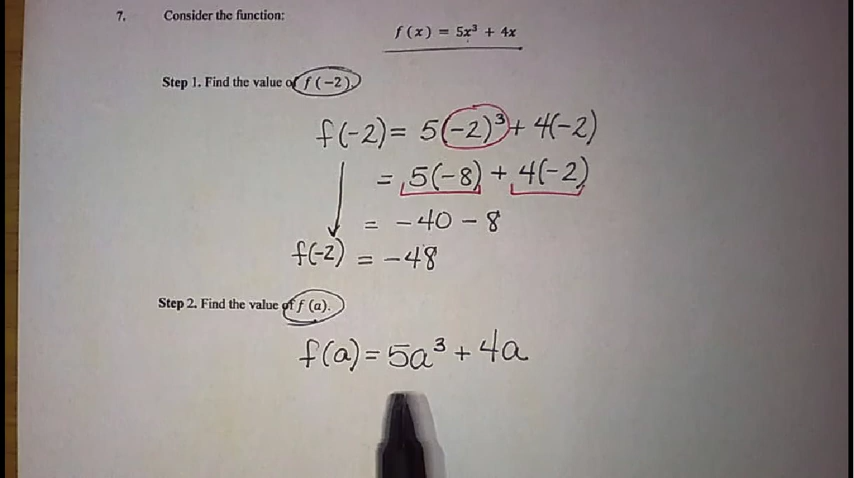 7. Consider the function:
f(x) = 5x³ + 4x
Step 1. Find the value of f(−2).
f(-2) = 5(-2)³ + 4(-2)
= 5(-8) + 4(-2)
= -40 - 8
f(-2) = -48
Step 2. Find the value of f(a).
f(a) = 5a³ + 4a